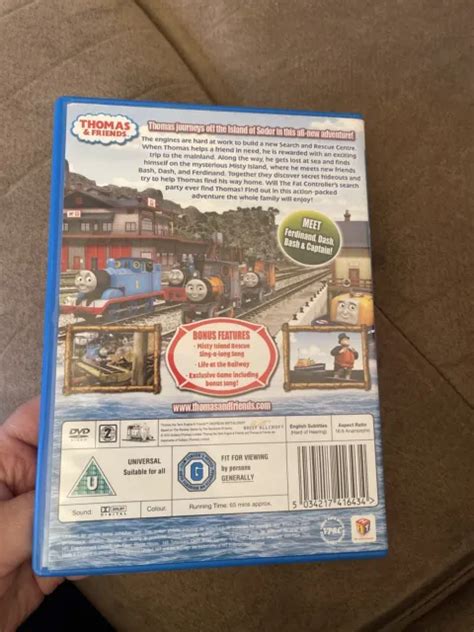 THOMAS
& FRIENDS
Thomas journeys off the Island of Sodor in this all-new adventure!
The engines are hard at work to build a new Search and Rescue Centre.
When Thomas helps a friend in need, he is rewarded with an exciting
trip to the mainland. Along the way, he gets lost at sea and finds
himself on the mysterious Misty Island, where he meets new friends
Bash, Dash, and Ferdinand. Together they discover secret hideouts and
try to help Thomas find his way home. Will The Fat Controller's search
party ever find Thomas? Find out in this action-packed
adventure the whole family will enjoy!
MEET
Ferdinand, Dash,
Bash & Captain!
BONUS FEATURES
• Misty Island Rescue
Sing-a-long Song
• Life at the Railway
• Exclusive Game including
bonus Song!
www.thomasandfriends.com
DVD
2
English Subtitles
(Hard of Hearing)
Aspect Ratio
16:9 Anamorphic
U
UNIVERSAL
Suitable for all
G
FIT FOR VIEWING
by persons
GENERALLY
Sound:
DOLBY
DIGITAL
Colour.
Running Time: 65 mins approx.
5 034217 416434